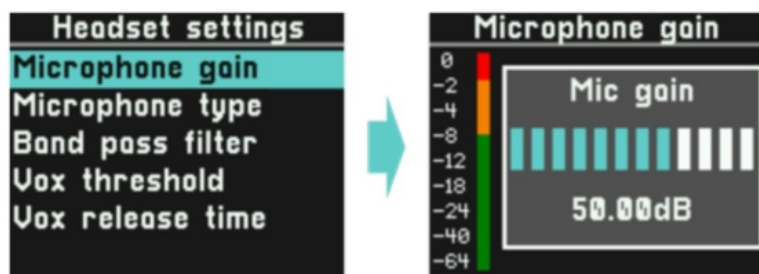 Headset settings
Microphone gain
Microphone type
Band pass filter
Vox threshold
Vox release time
Microphone gain
0
-2
-4
-8
-12
-18
-24
-40
-64
Mic gain
50.00dB